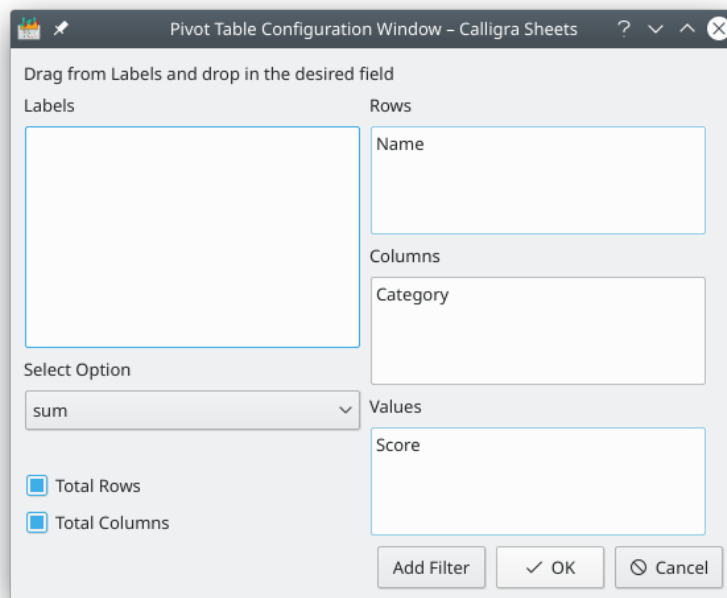 Pivot Table Configuration Window – Calligra Sheets
Drag from Labels and drop in the desired field
Labels
Rows
Name
Columns
Category
Select Option
sum
Values
Score
Total Rows
Total Columns
Add Filter
OK
Cancel